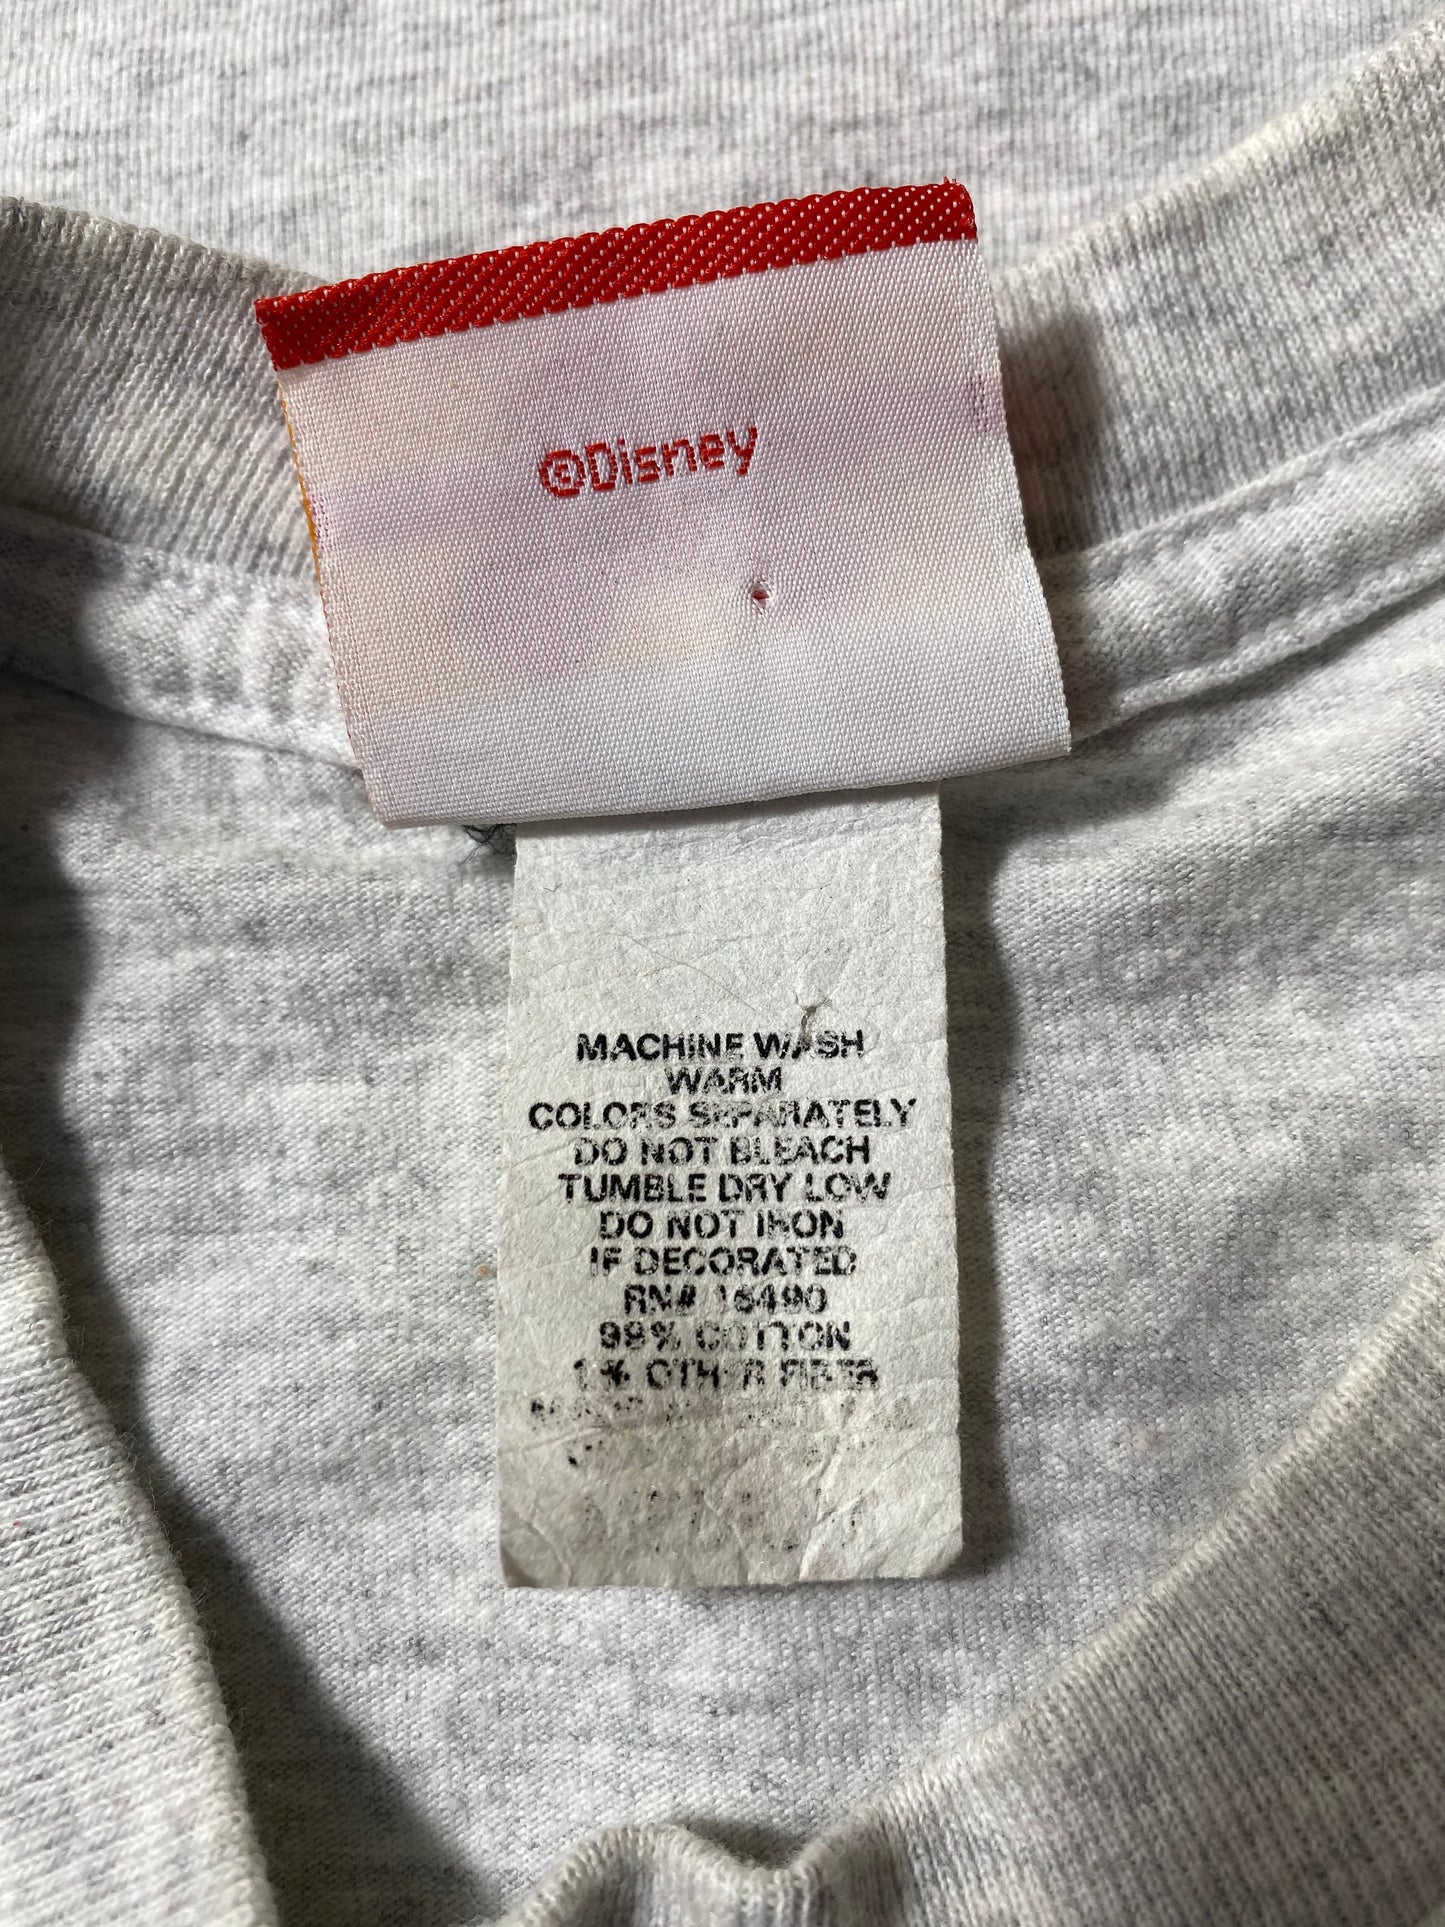 ©Disney
MACHINE WASH
WARM
COLORS SEPARATELY
DO NOT BLEACH
TUMBLE DRY LOW
DO NOT IRON
IF DECORATED
RN# 15490
99% COTTON
1% OTHER FIBER